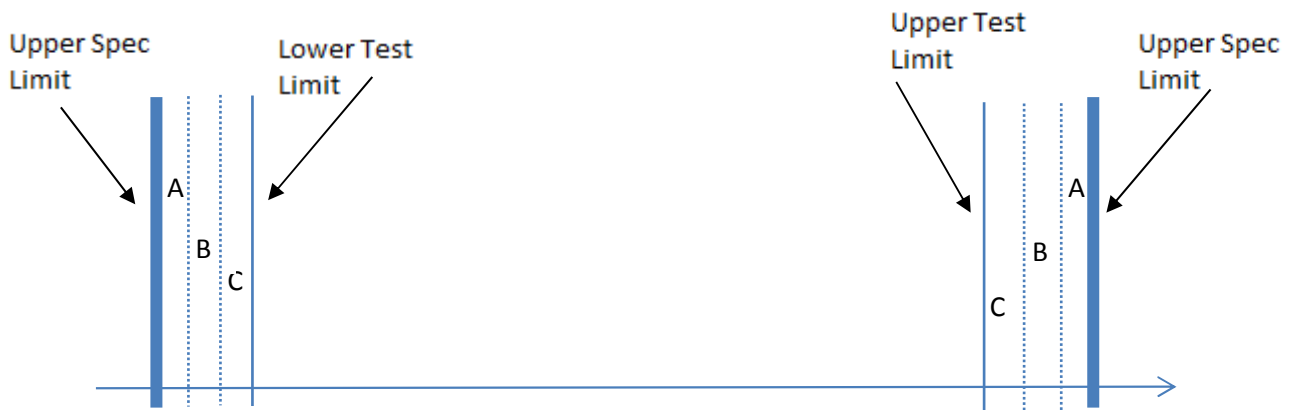 Upper Spec
Limit
Lower Test
Limit
Upper Test
Limit
Upper Spec
Limit
A
B
C
A
B
C